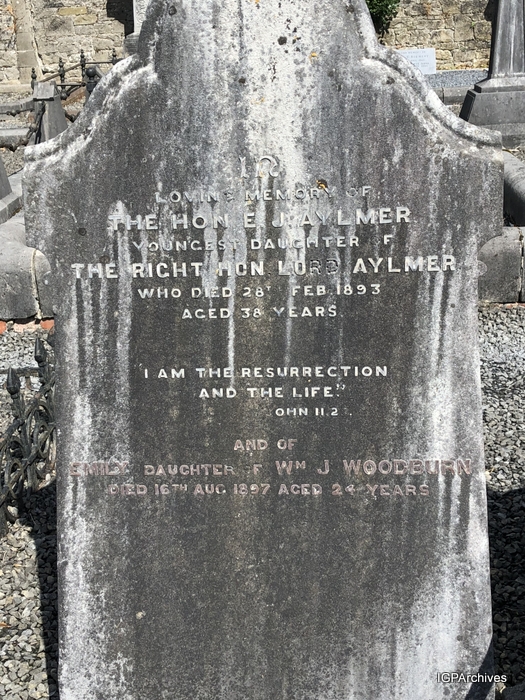 IN
LOVING MEMORY OF
THE HON E J AYLMER
YOUNGEST DAUGHTER F
THE RIGHT HON LORD AYLMER
WHO DIED 28T FEB 1893
AGED 38 YEARS.
"I AM THE RESURRECTION
AND THE LIFE."
OHN 11.2
AND OF
EMILY DAUGHTER F WM J WOODBURN
DIED 16TH AUG 1897 AGED 24 YEARS
IGPArchives